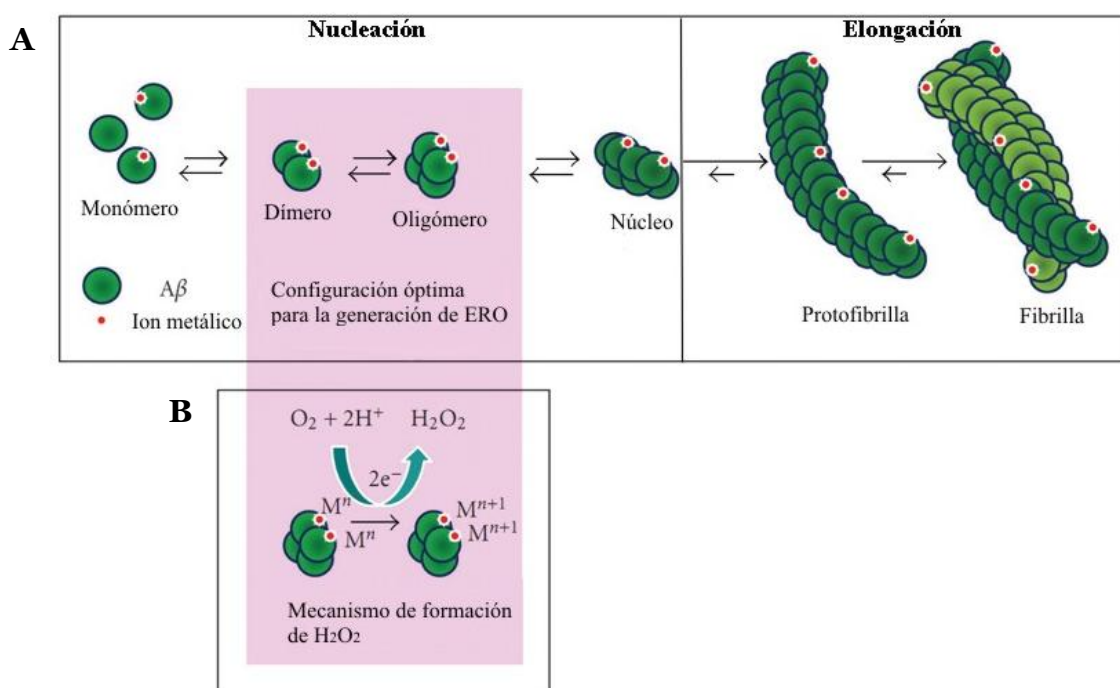 A
Nucleación
Elongación
Monómero
Dímero
Oligómero
Núcleo
Protofibrilla
Fibrilla
Aβ
Ion metálico
Configuración óptima
para la generación de ERO
B
O₂ + 2H⁺
H₂O₂
2e⁻
Mⁿ
Mⁿ
Mⁿ⁺¹
Mⁿ⁺¹
Mecanismo de formación
de H₂O₂